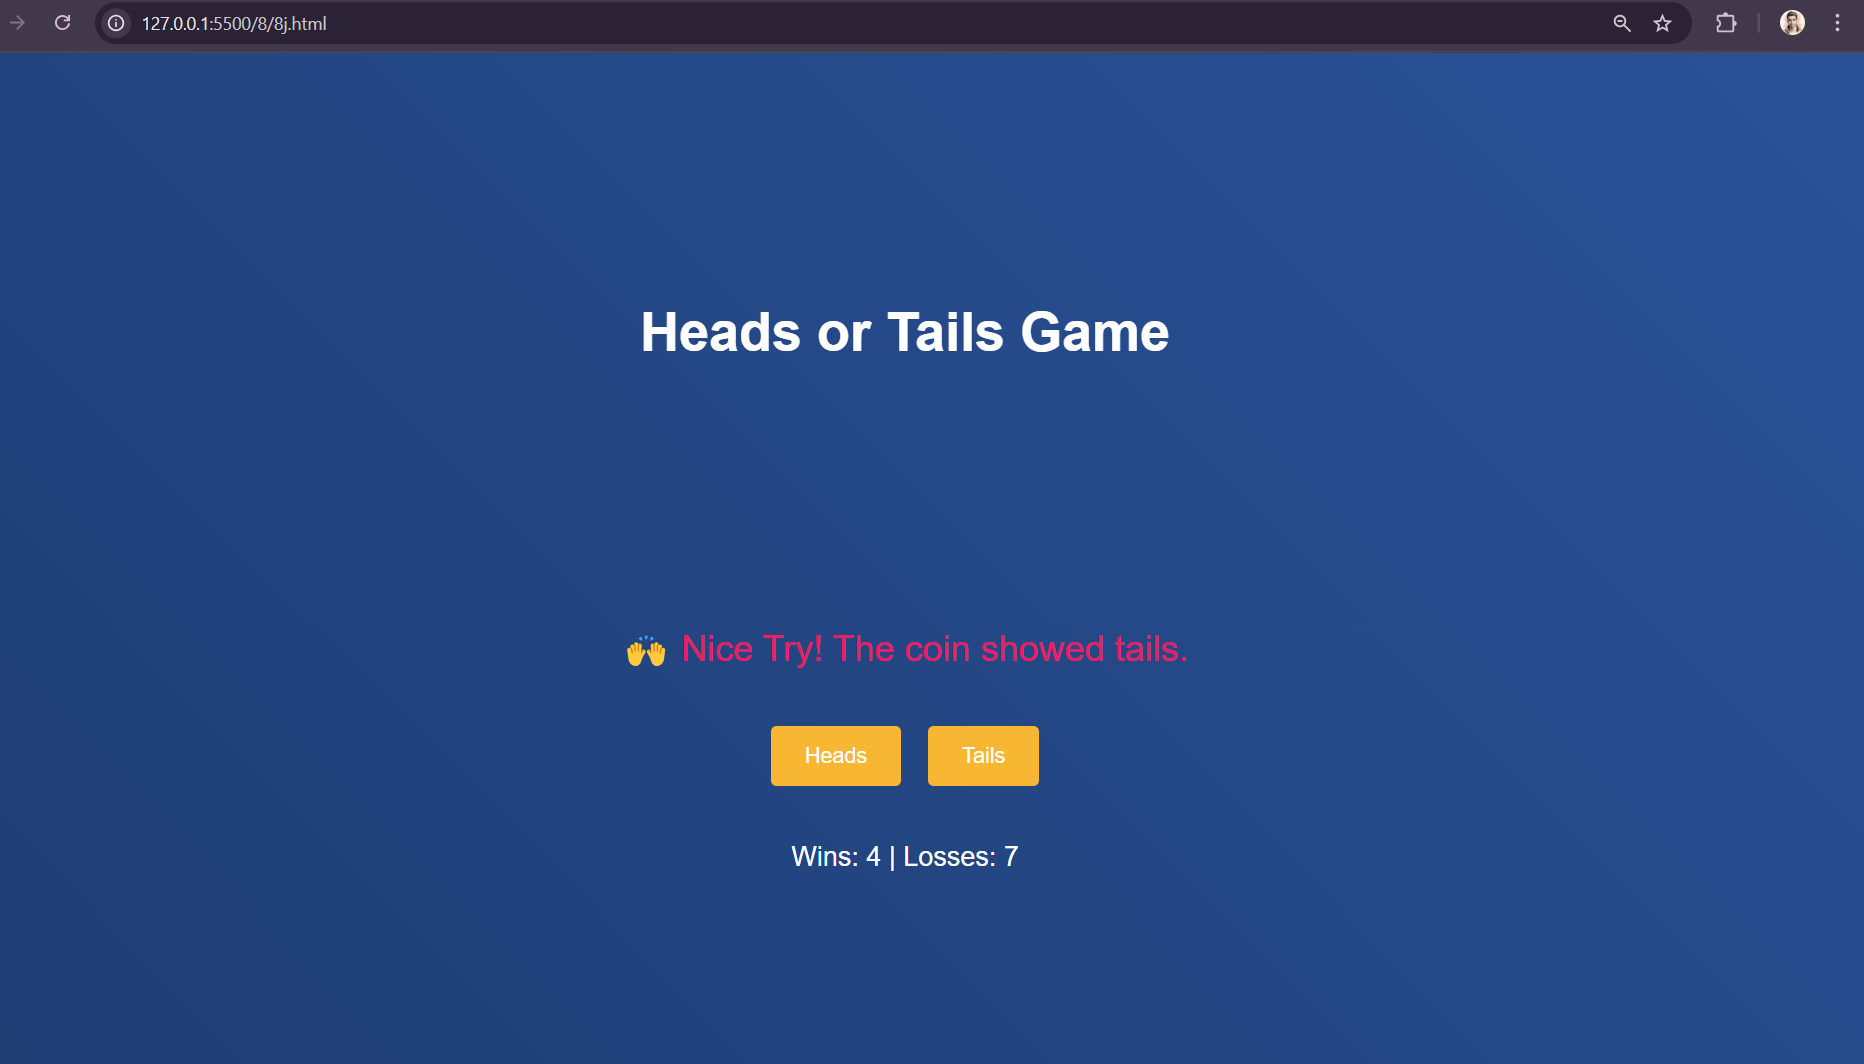 127.0.0.1:5500/8/8j.html
Heads or Tails Game
🙌 Nice Try! The coin showed tails.
Heads Tails
Wins: 4 | Losses: 7